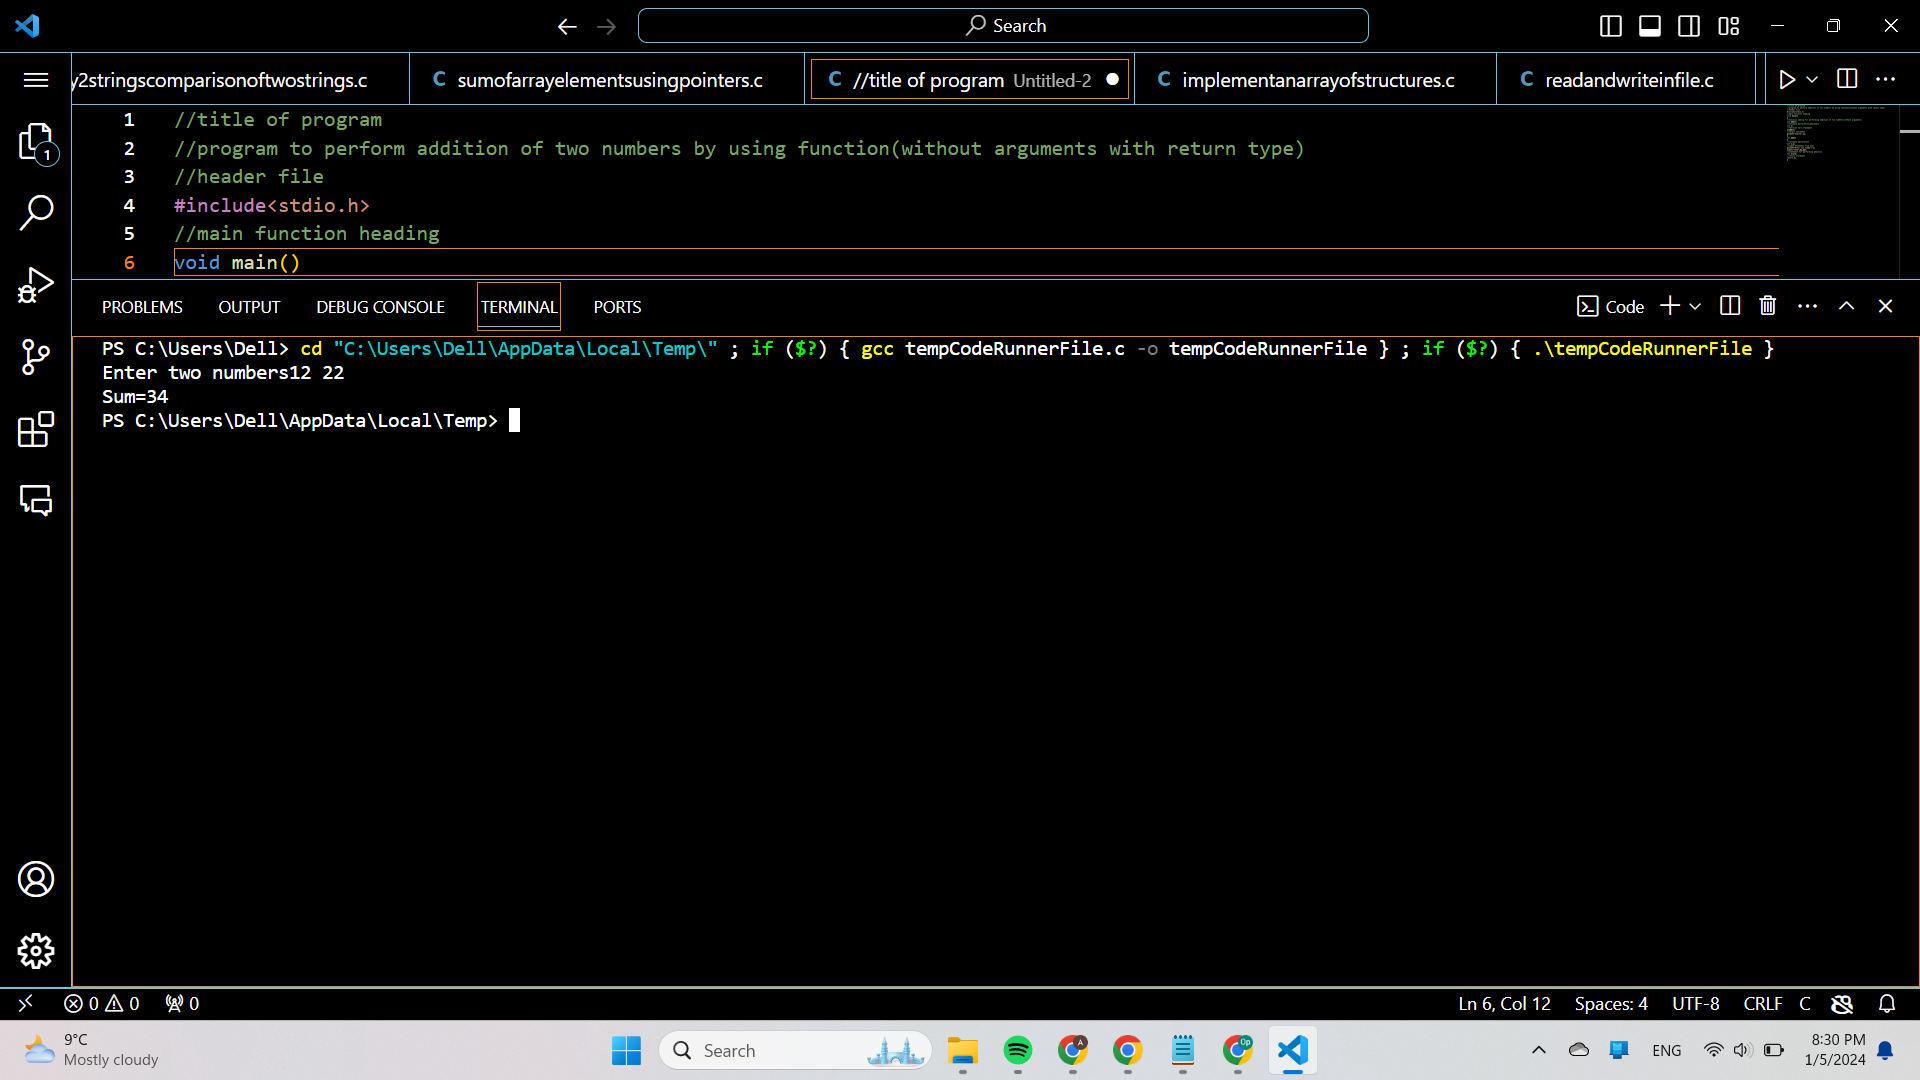 Search
y2stringscomparisonoftwostrings.c
C sumofarrayelementsusingpointers.c
C //title of program Untitled-2
C implementanarrayofstructures.c
C readandwriteinfile.c
1 //title of program
2 //program to perform addition of two numbers by using function(without arguments with return type)
3 //header file
4 #include<stdio.h>
5 //main function heading
6 void main()
1
PROBLEMS OUTPUT DEBUG CONSOLE TERMINAL PORTS
Code
PS C:\Users\Dell> cd "C:\Users\Dell\AppData\Local\Temp\" ; if ($?) { gcc tempCodeRunnerFile.c -o tempCodeRunnerFile } ; if ($?) { .\tempCodeRunnerFile }
Enter two numbers12 22
Sum=34
PS C:\Users\Dell\AppData\Local\Temp>
0 0 0
Ln 6, Col 12 Spaces: 4 UTF-8 CRLF C
9°C
Mostly cloudy
Search
A
Op
ENG
8:30 PM
1/5/2024